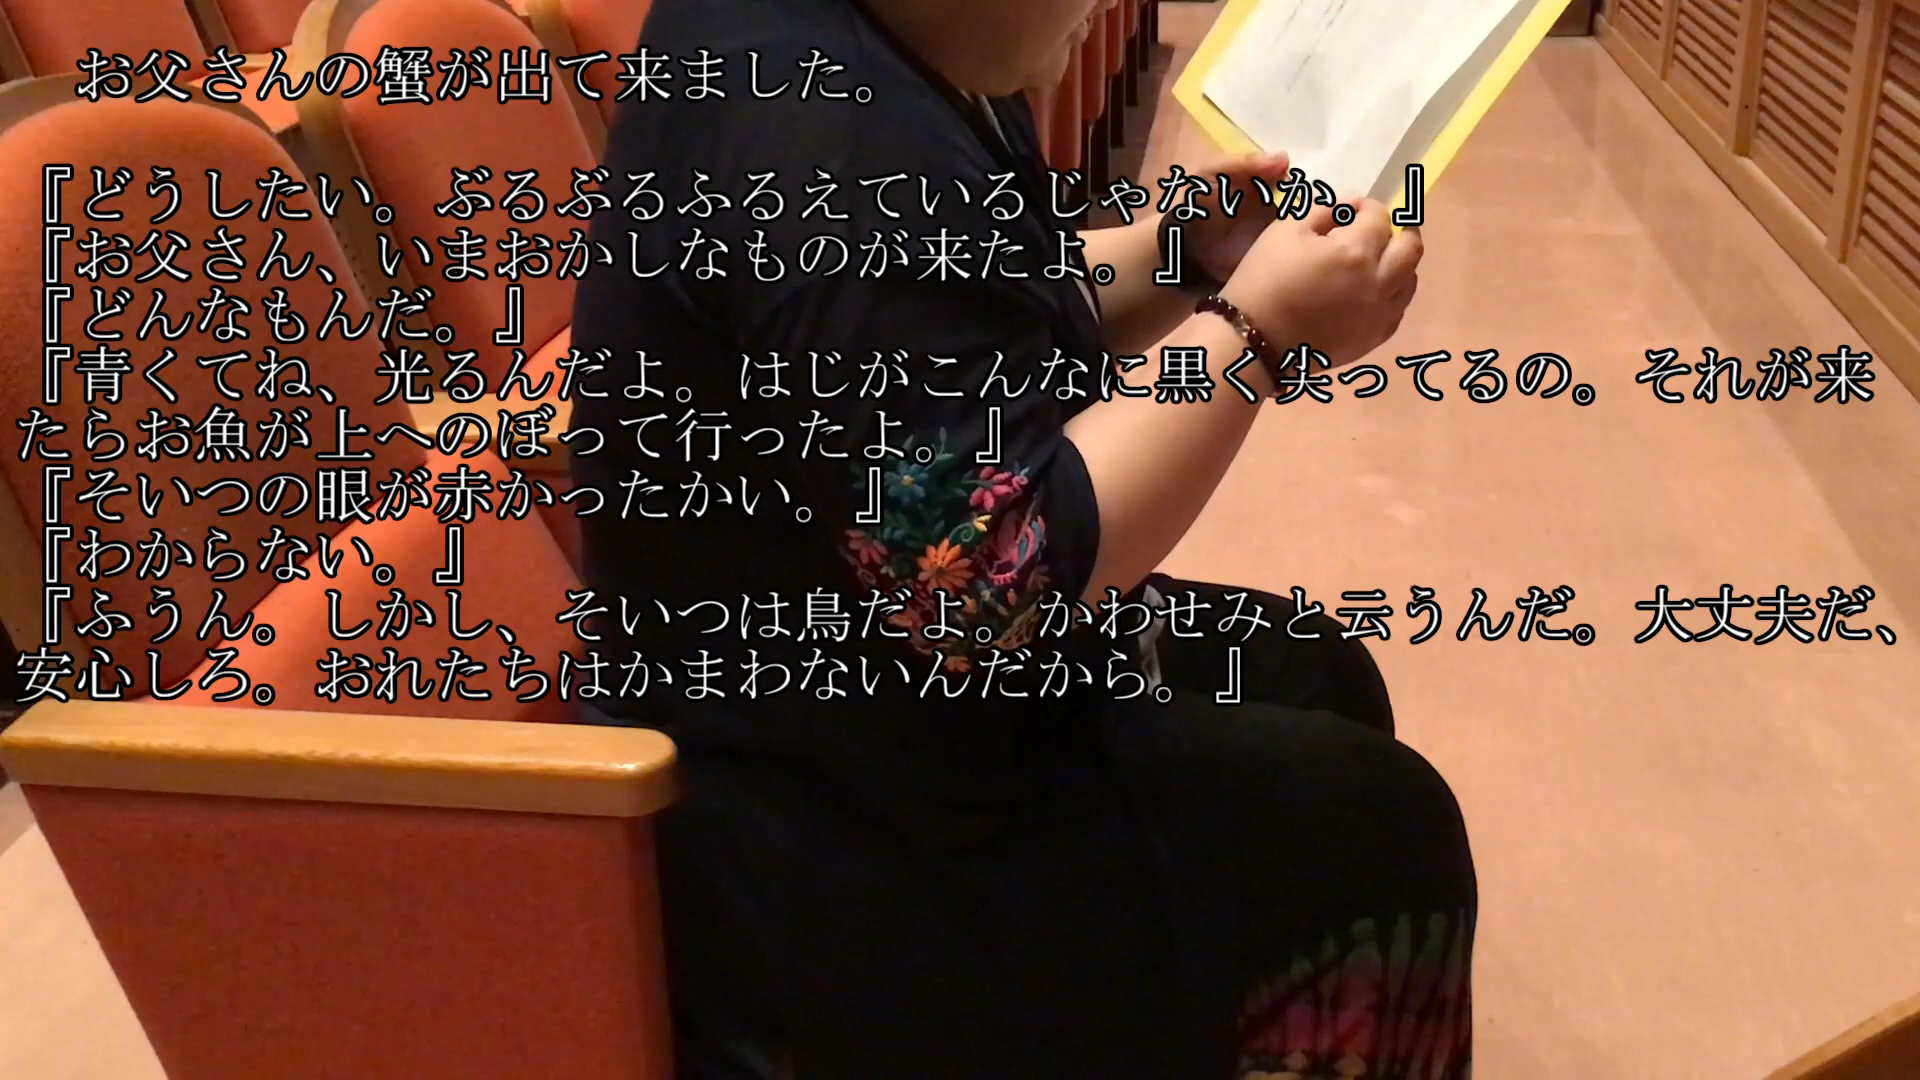 お父さんの蟹が出て来ました。
『どうしたい。ぶるぶるふるえているじゃないか。』
『お父さん、いまおかしなものが来たよ。』
『どんなもんだ。』
『青くてね、光るんだよ。はじがこんなに黒く尖ってるの。それが来
たらお魚が上へのぼって行ったよ。』
『そいつの眼が赤かったかい。』
『わからない。』
『ふうん。しかし、そいつは鳥だよ。かわせみと云うんだ。大丈夫だ、
安心しろ。おれたちはかまわないんだから。』